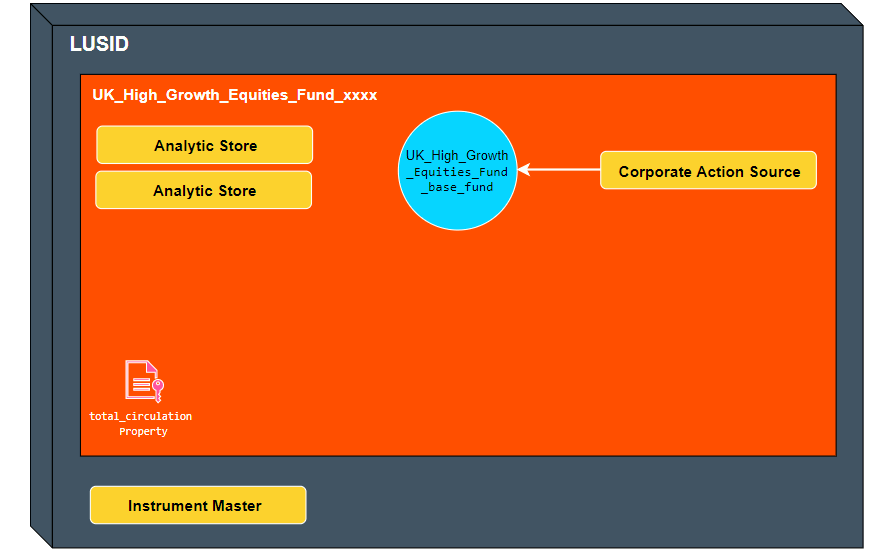 LUSID
UK_High_Growth_Equities_Fund_xxxx
Analytic Store
Analytic Store
UK_High_Growth
_Equities_Fund
_base_fund
Corporate Action Source
total_circulation
Property
Instrument Master